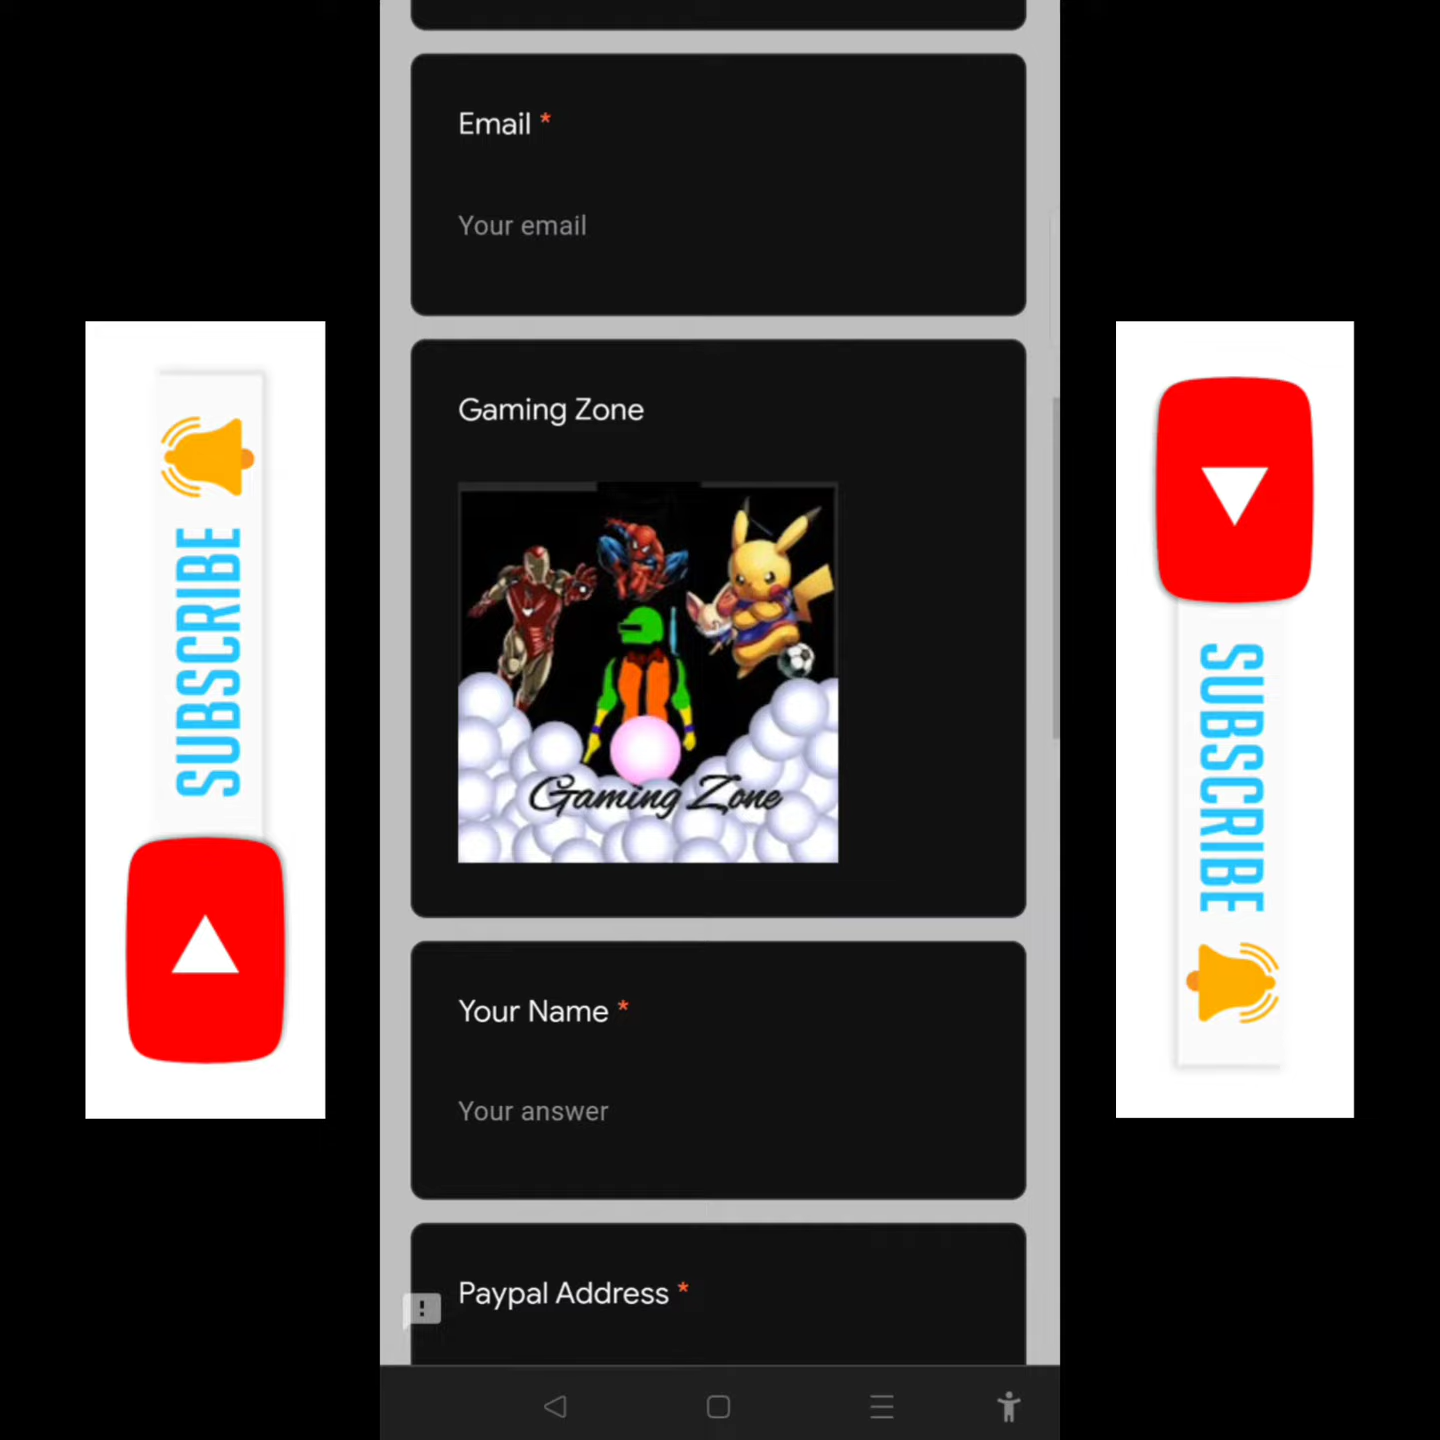 Email *
Your email
Gaming Zone
Gaming Zone
SUBSCRIBE
SUBSCRIBE
Your Name *
Your answer
Paypal Address *
!